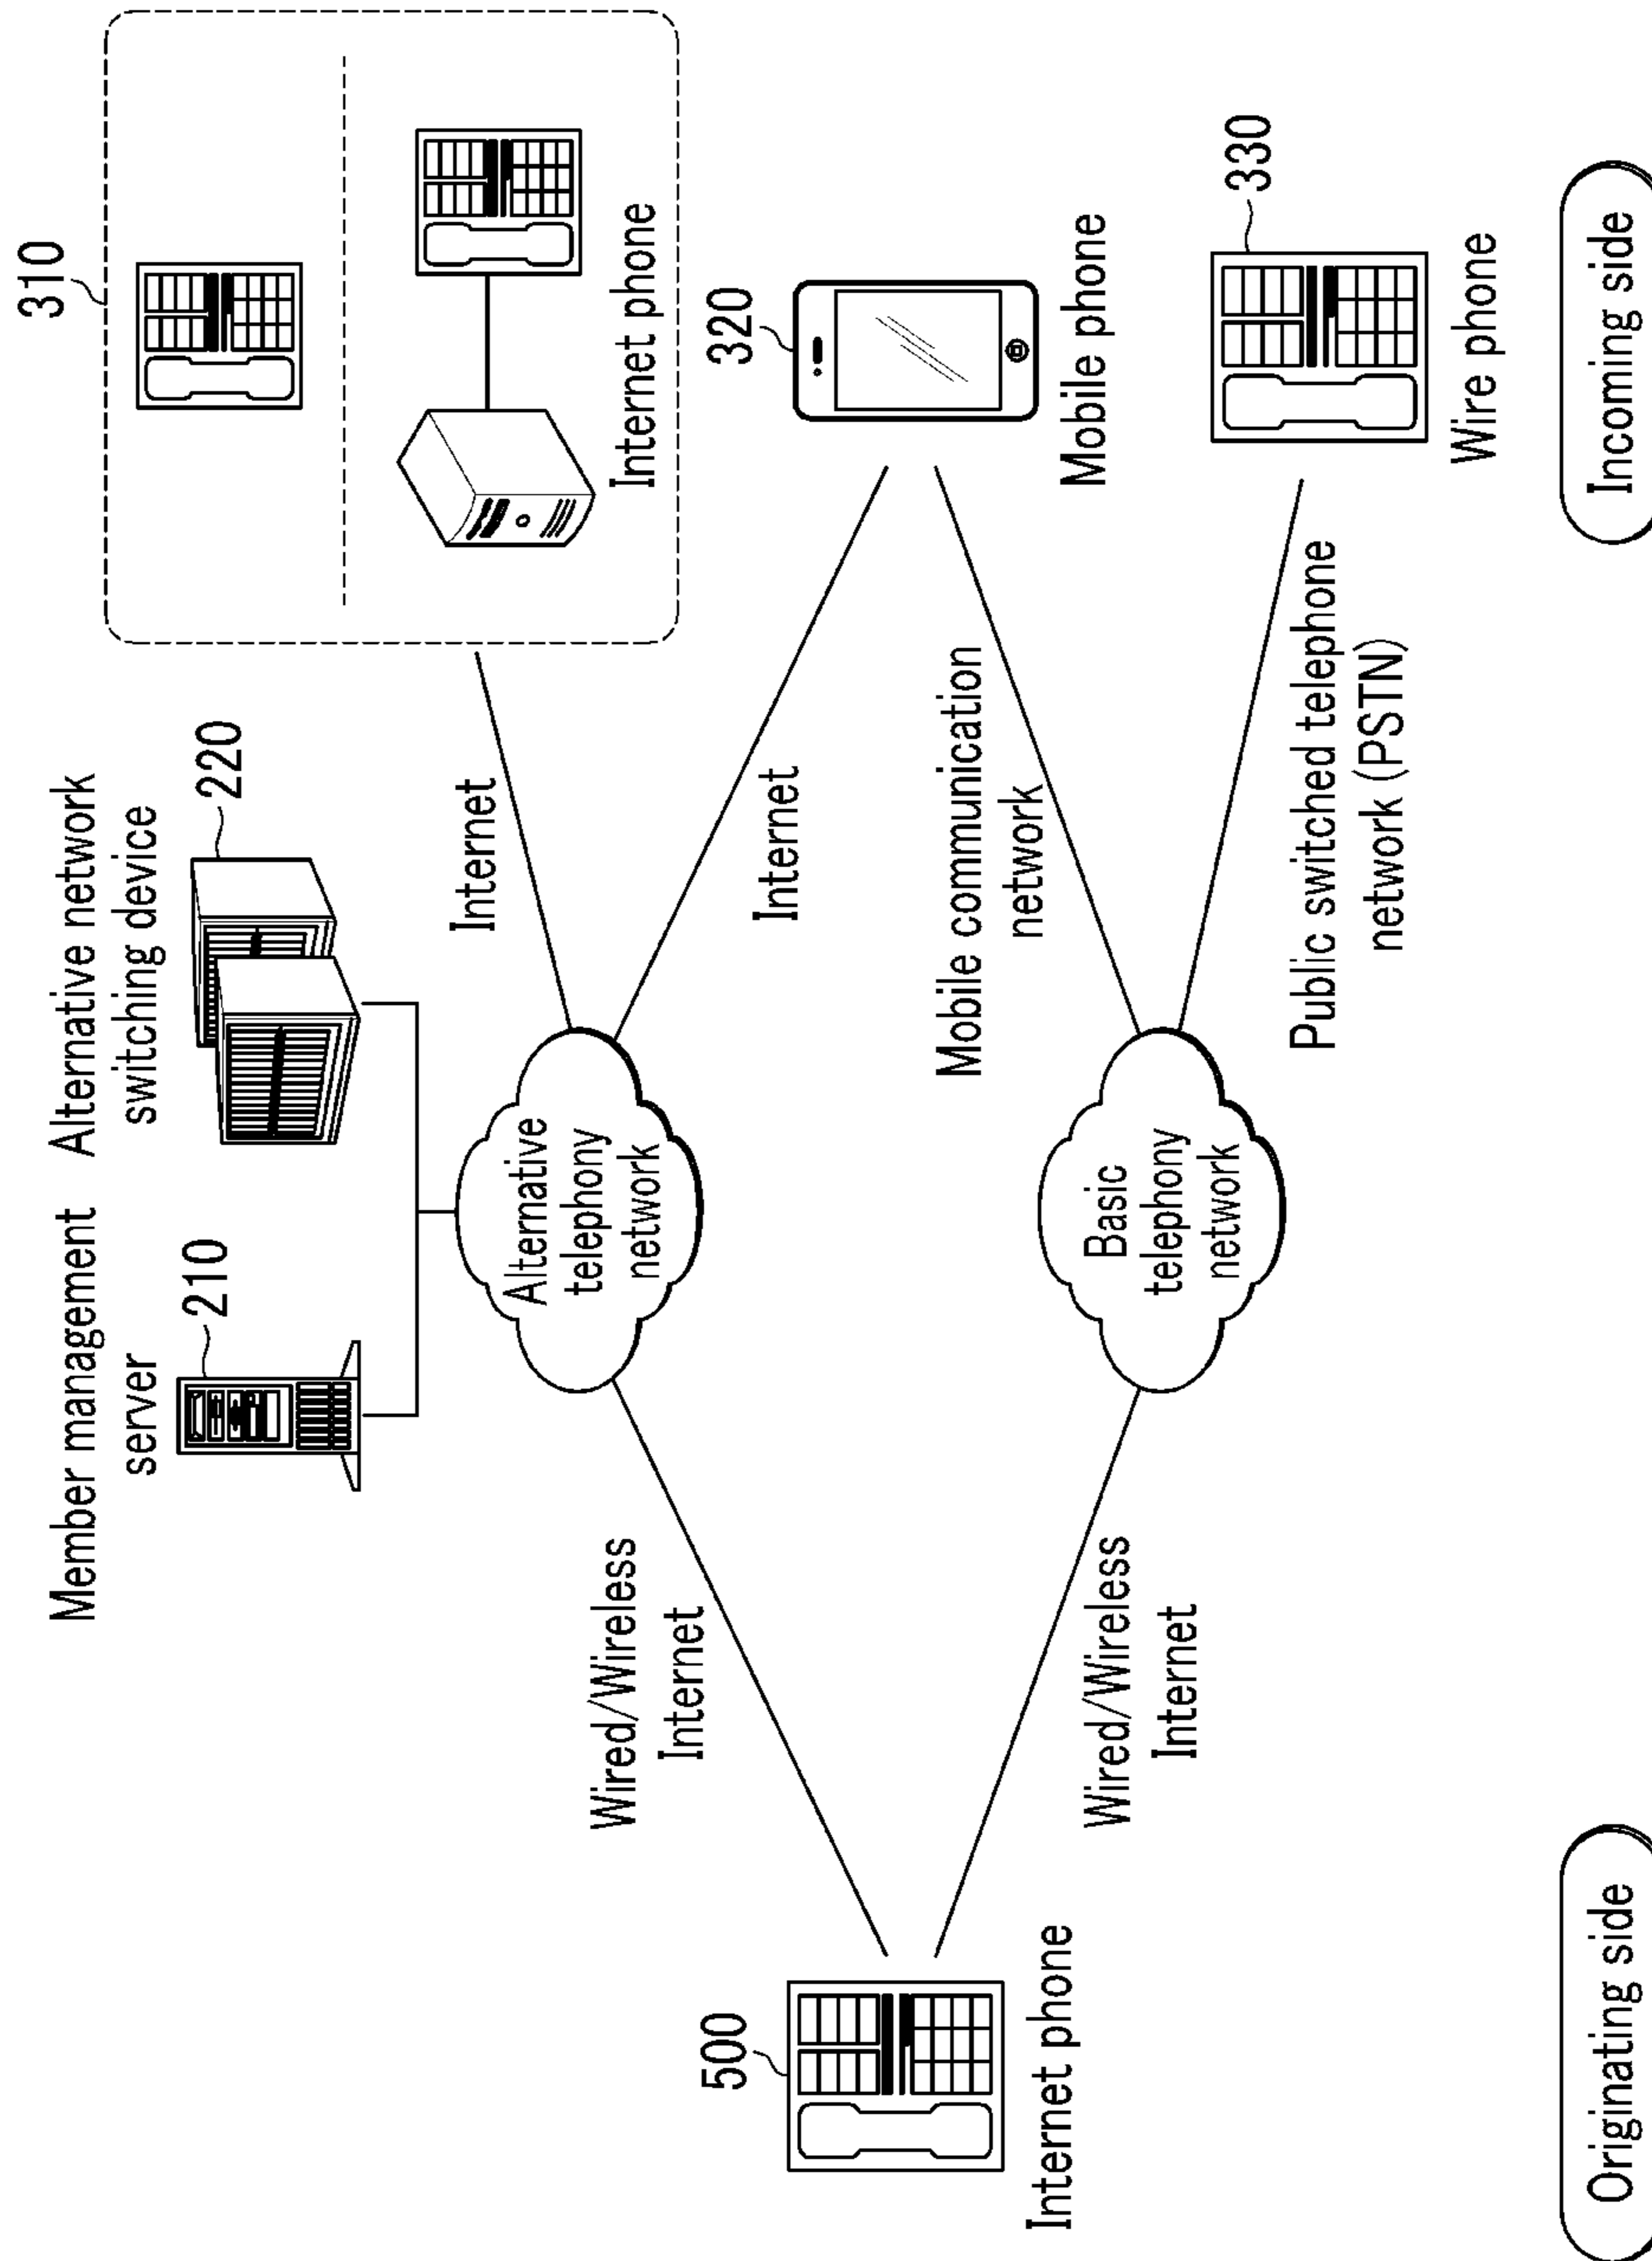 Member management
server
210
Alternative network
switching device
220
310
Internet phone
Alternative
telephony
network
Internet
Internet
Wired/Wireless
Internet
500
Internet phone
320
Mobile phone
Mobile communication
network
Basic
telephony
network
Wired/Wireless
Internet
Public switched telephone
network (PSTN)
330
Wire phone
Originating side
Incoming side